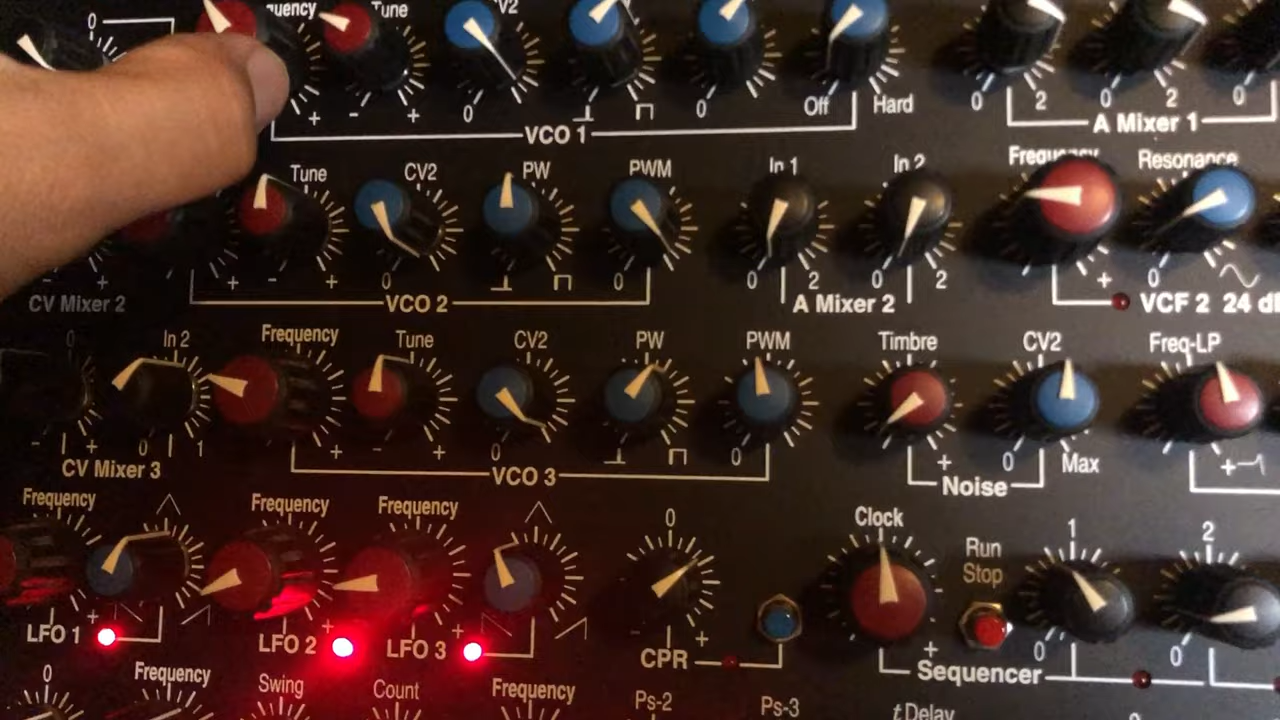 0 Tune V2
+ - + 0 0 Off Hard 0 2 0 2 0
VCO 1 A Mixer 1
Tune CV2 PW PWM In 1 In 2 Frequency Resonance
+ + - + 0 0 0 2 0 2 + 0
CV Mixer 2 VCO 2 A Mixer 2 VCF 2 24 d
0 In 2 Frequency Tune CV2 PW PWM Timbre CV2 Freq-LP
- + 0 1 + - + 0 0 + 0 Max +
CV Mixer 3 VCO 3 Noise
Frequency Frequency Frequency 0 Clock Run Stop 1 2
+ + - + + 0 0
LFO 1 LFO 2 LFO 3 CPR Sequencer
0 Frequency Swing Count Frequency Ps-2 Ps-3 tDelay 0